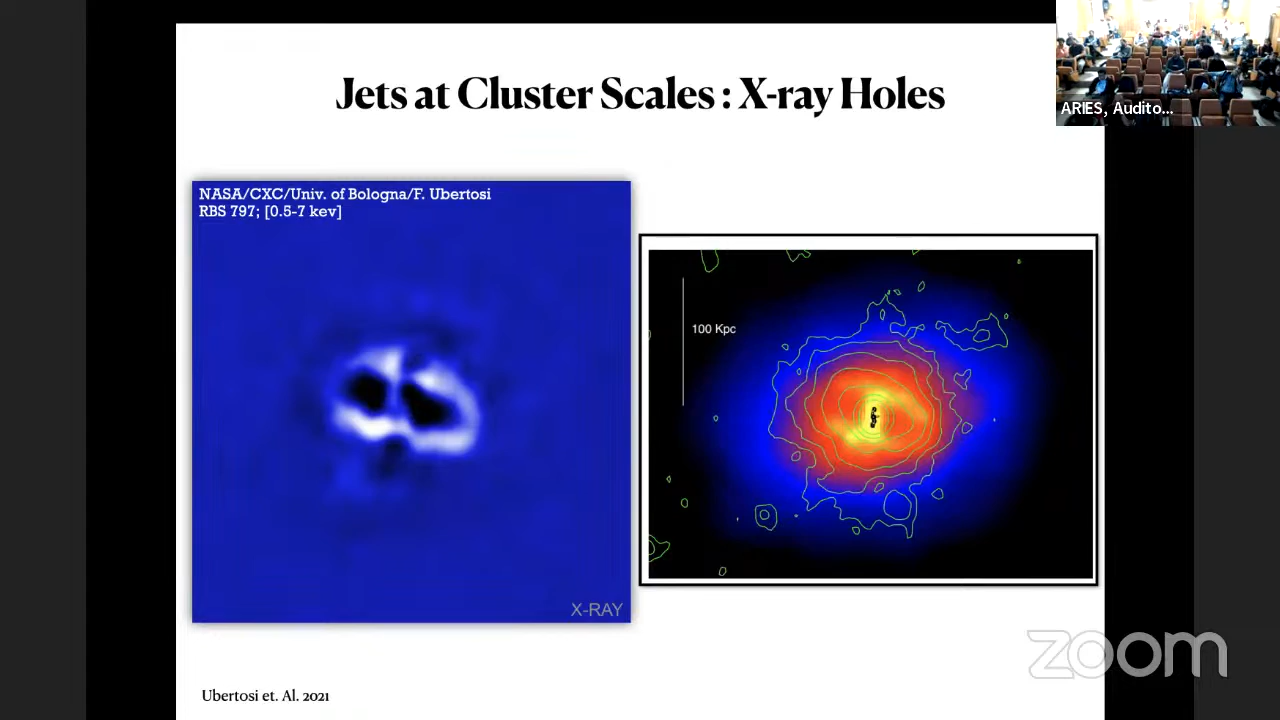 Jets at Cluster Scales : X-ray Holes
ARIES, Audito...
NASA/CXC/Univ. of Bologna/F. Ubertosi
RBS 797; [0.5-7 kev]
100 Kpc
X-RAY
zoom
Ubertosi et. Al. 2021